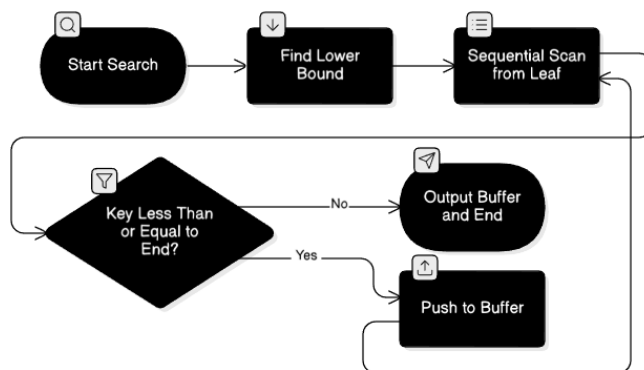 Start Search
Find Lower
Bound
Sequential Scan
from Leaf
Key Less Than
or Equal to
End?
No
Output Buffer
and End
Yes
Push to Buffer